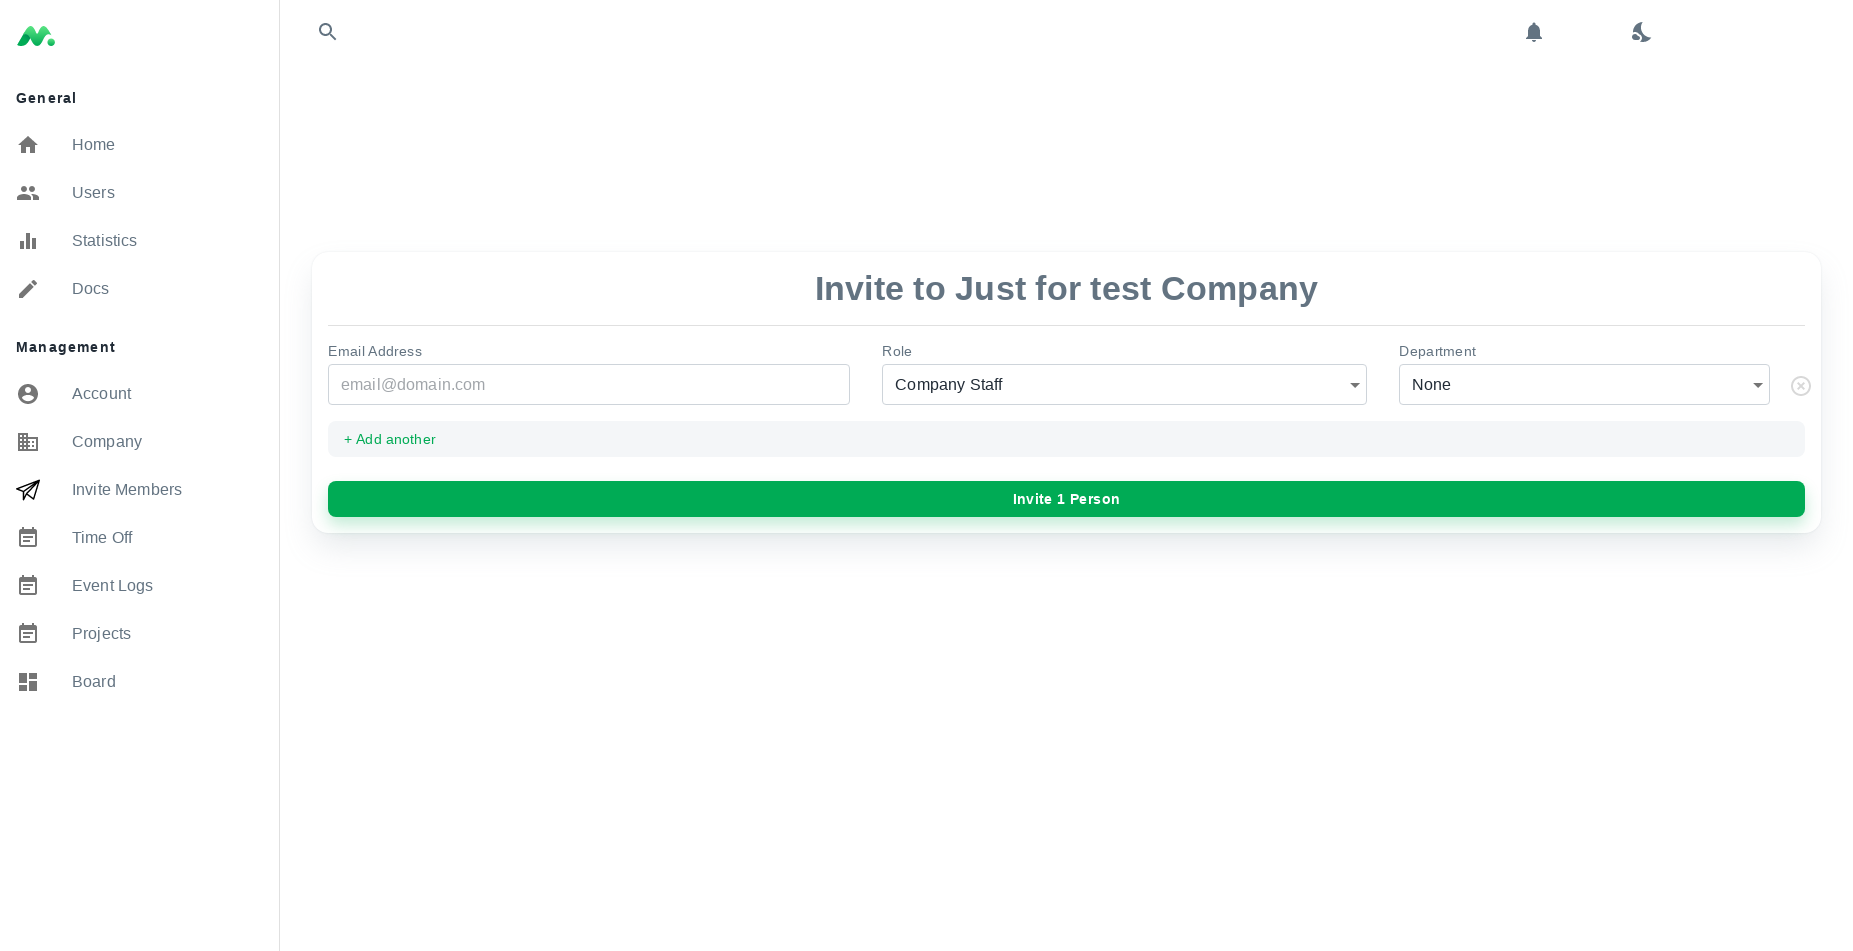 General
Home
Users
Statistics
Docs
Management
Account
Company
Invite Members
Time Off
Event Logs
Projects
Board
Invite to Just for test Company
Email Address
Role
Department
email@domain.com
Company Staff
None
+ Add another
Invite 1 Person